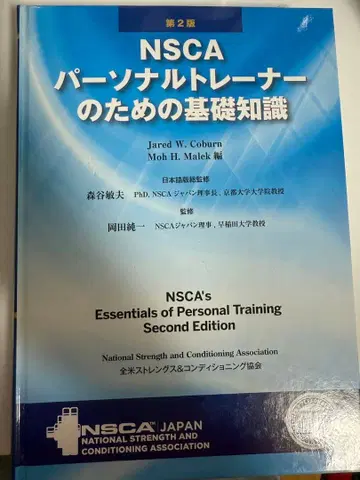 第2版
NSCA
パーソナルトレーナー
のための基礎知識
Jared W. Coburn
Moh H. Malek 編
日本語版総監修
森谷敏夫 PhD, NSCAジャパン理事長、京都大学大学院教授
監修
岡田純一 NSCAジャパン理事、早稲田大学教授
NSCA's
Essentials of Personal Training
Second Edition
National Strength and Conditioning Association
全米ストレングス&コンディショニング協会
NSCA JAPAN
NATIONAL STRENGTH AND
CONDITIONING ASSOCIATION